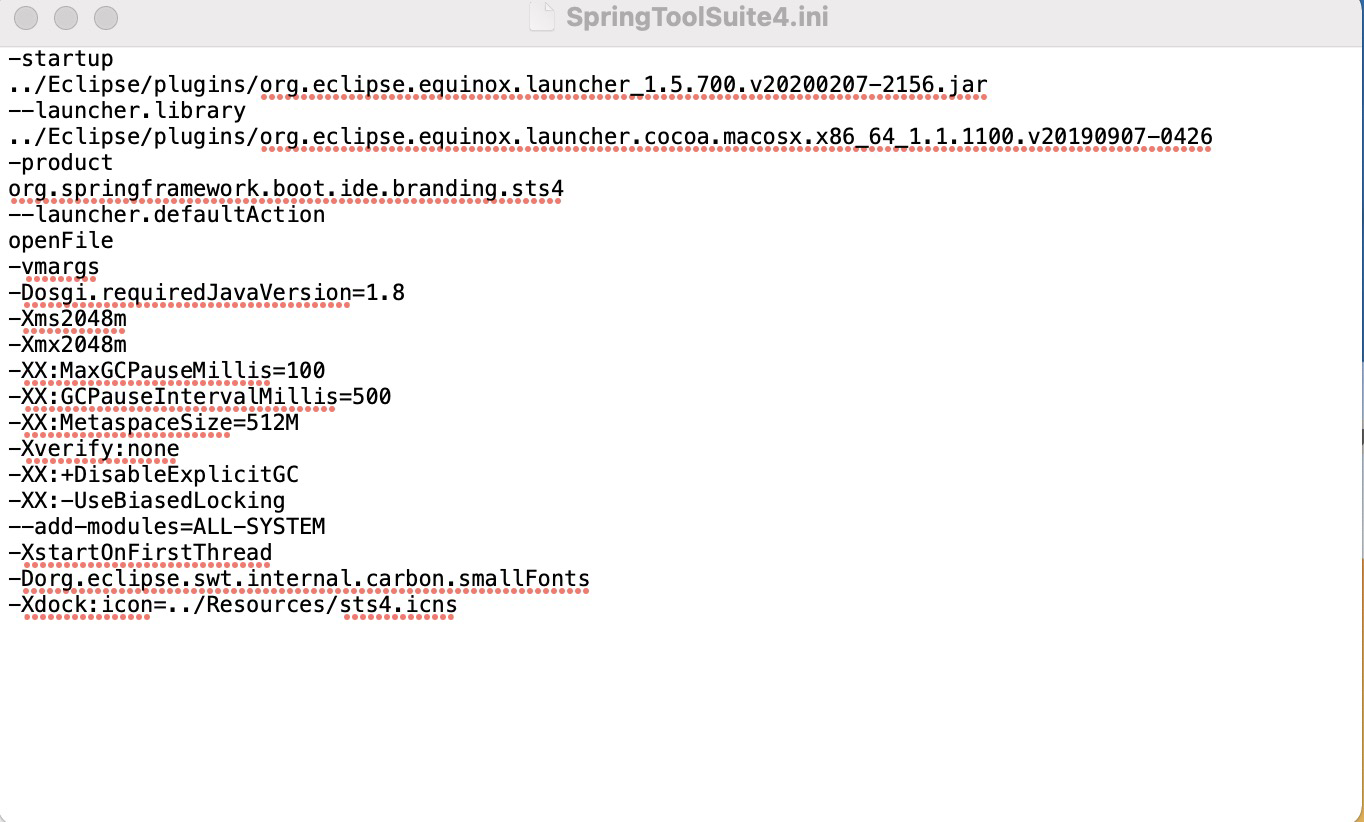 SpringToolSuite4.ini
-startup
../Eclipse/plugins/org.eclipse.equinox.launcher_1.5.700.v20200207-2156.jar
--launcher.library
../Eclipse/plugins/org.eclipse.equinox.launcher.cocoa.macosx.x86_64_1.1.1100.v20190907-0426
-product
org.springframework.boot.ide.branding.sts4
--launcher.defaultAction
openFile
-vmargs
-Dosgi.requiredJavaVersion=1.8
-Xms2048m
-Xmx2048m
-XX:MaxGCPauseMillis=100
-XX:GCPauseIntervalMillis=500
-XX:MetaspaceSize=512M
-Xverify:none
-XX:+DisableExplicitGC
-XX:-UseBiasedLocking
--add-modules=ALL-SYSTEM
-XstartOnFirstThread
-Dorg.eclipse.swt.internal.carbon.smallFonts
-Xdock:icon=../Resources/sts4.icns